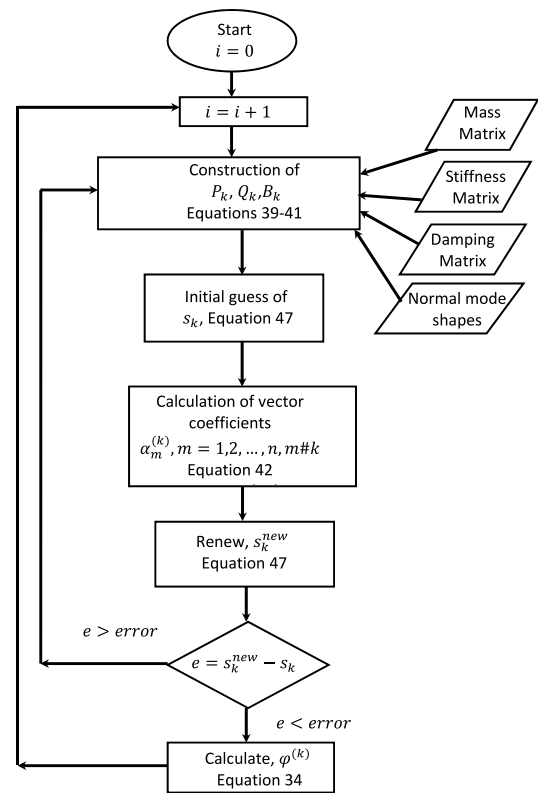 Start
i = 0
i = i + 1
Construction of
P_k, Q_k,B_k
Equations 39-41
Mass
Matrix
Stiffness
Matrix
Damping
Matrix
Normal mode
shapes
Initial guess of
s_k, Equation 47
Calculation of vector
coefficients
α_m^(k), m = 1,2, … , n, m#k
Equation 42
Renew, s_k^new
Equation 47
e > error
e = s_k^new − s_k
e < error
Calculate, φ^(k)
Equation 34